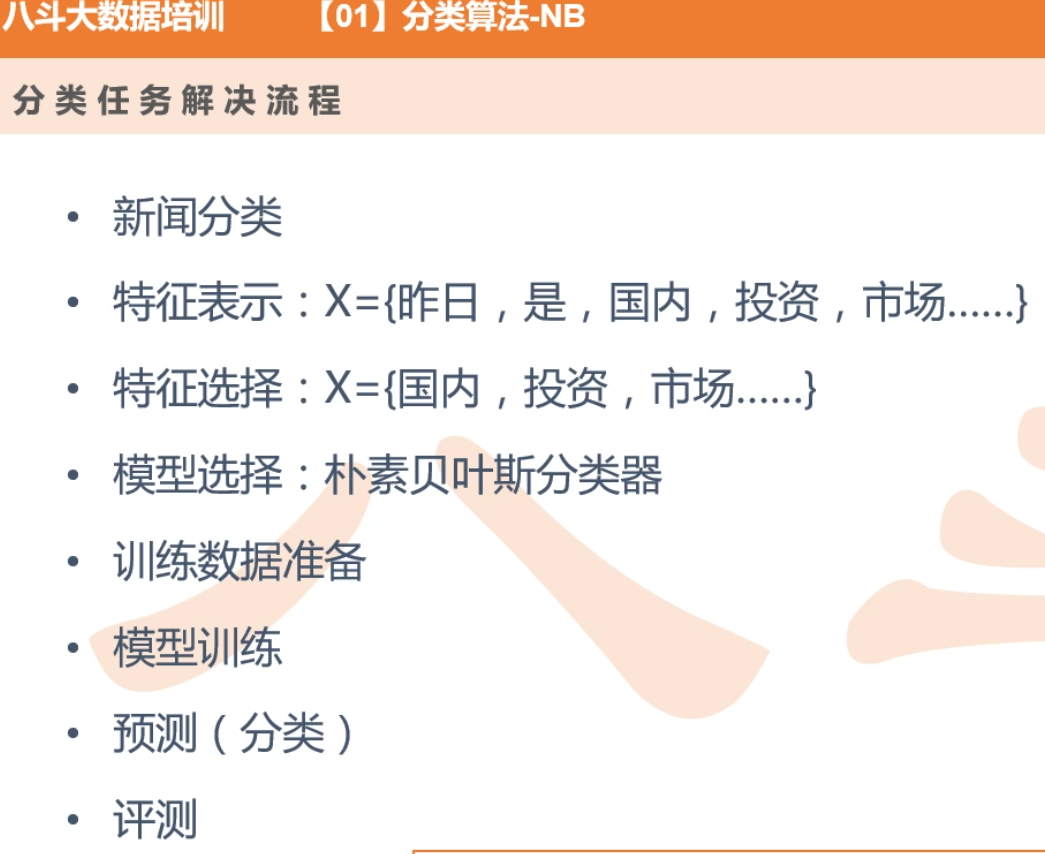 八斗大数据培训 【01】分类算法-NB
分类任务解决流程
• 新闻分类
• 特征表示：X={昨日，是，国内，投资，市场......}
• 特征选择：X={国内，投资，市场......}
• 模型选择：朴素贝叶斯分类器
• 训练数据准备
• 模型训练
• 预测（分类）
• 评测